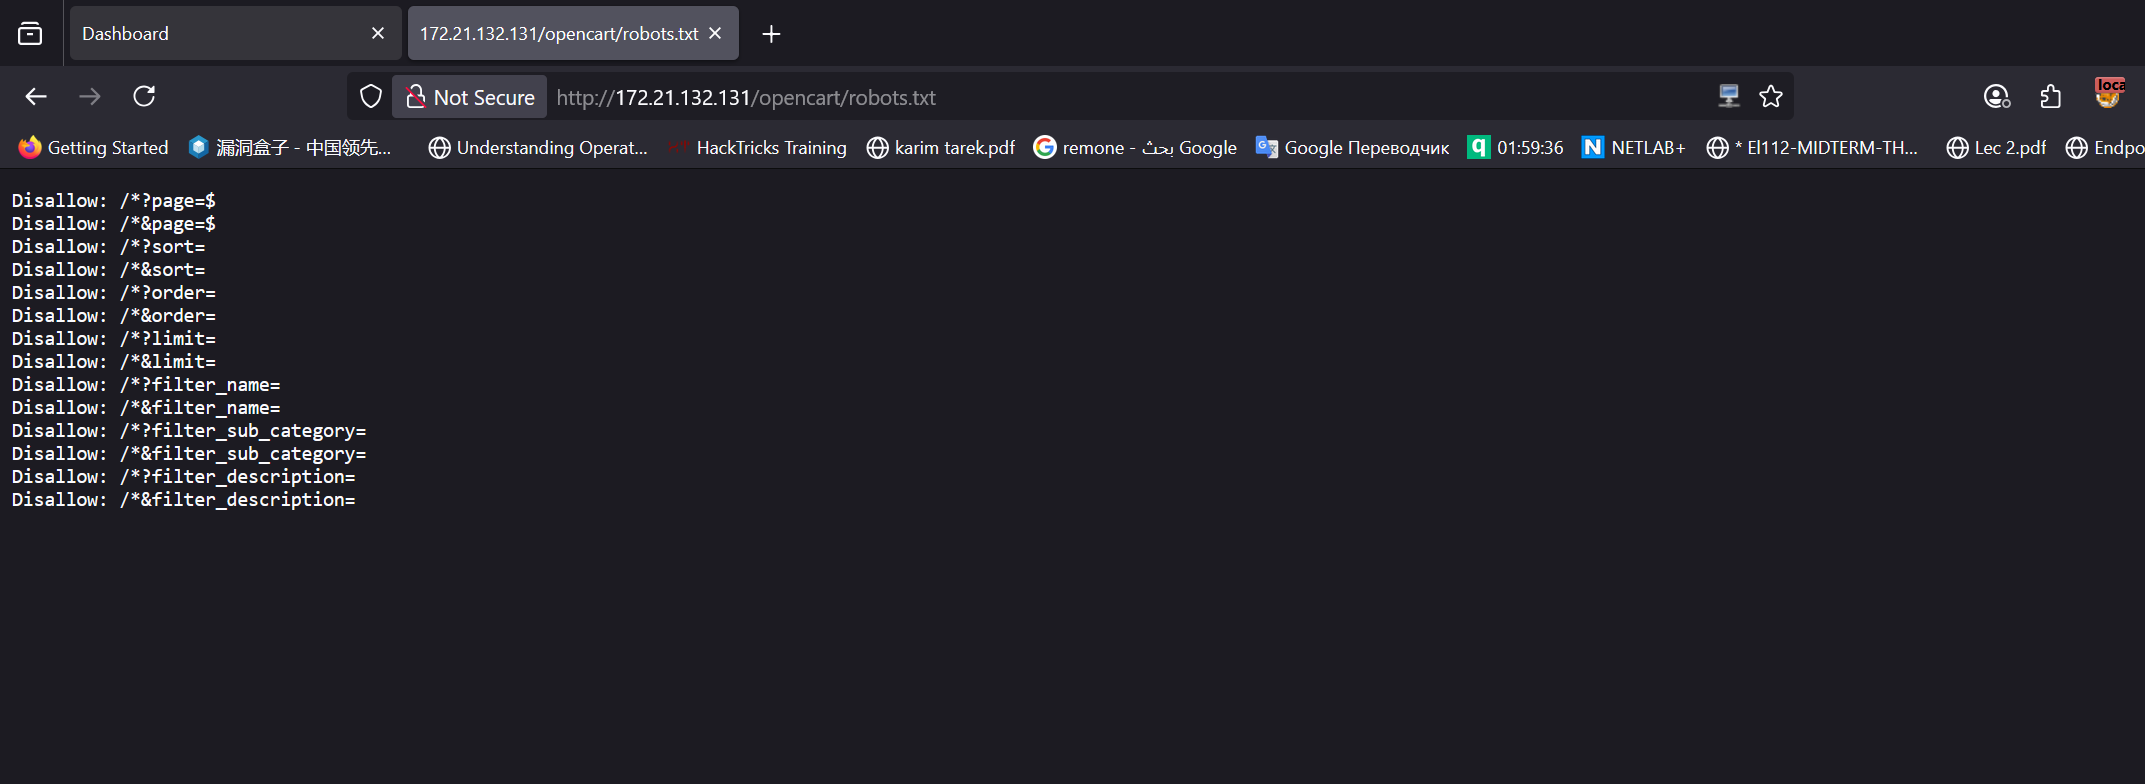 Dashboard
172.21.132.131/opencart/robots.txt
Not Secure
http://172.21.132.131/opencart/robots.txt
Getting Started
漏洞盒子 - 中国领先...
Understanding Operat...
HackTricks Training
karim tarek.pdf
remone - بحث Google
Google Переводчик
01:59:36
NETLAB+
* El112-MIDTERM-TH...
Lec 2.pdf
Endpo
Disallow: /*?page=$
Disallow: /*&page=$
Disallow: /*?sort=
Disallow: /*&sort=
Disallow: /*?order=
Disallow: /*&order=
Disallow: /*?limit=
Disallow: /*&limit=
Disallow: /*?filter_name=
Disallow: /*&filter_name=
Disallow: /*?filter_sub_category=
Disallow: /*&filter_sub_category=
Disallow: /*?filter_description=
Disallow: /*&filter_description=